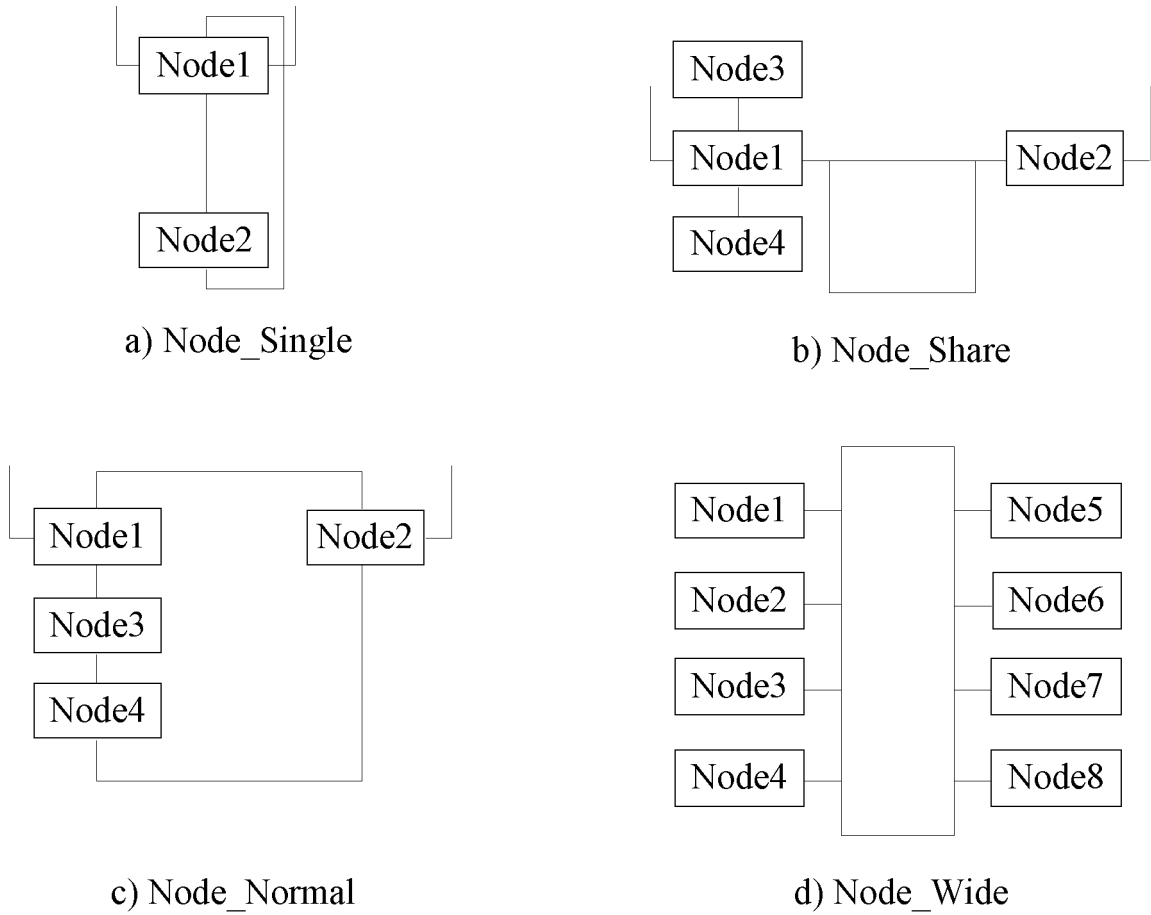 Node1
Node2
a) Node_Single
Node3
Node1
Node2
Node4
b) Node_Share
Node1
Node2
Node3
Node4
c) Node_Normal
Node1
Node5
Node2
Node6
Node3
Node7
Node4
Node8
d) Node_Wide